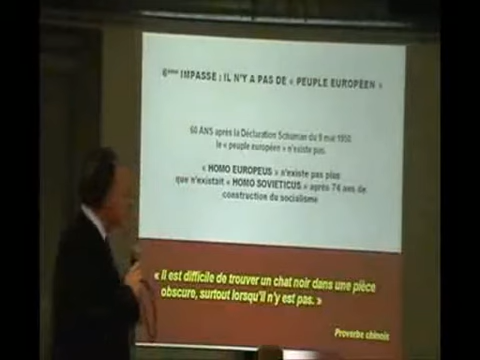 6ème IMPASSE : IL N'Y A PAS DE « PEUPLE EUROPÉEN »
60 ANS après la Déclaration Schuman du 9 mai 1950
le « peuple européen » n'existe pas.
« HOMO EUROPEUS » n'existe pas plus
que n'existait « HOMO SOVIETICUS » après 74 ans de
construction du socialisme
« Il est difficile de trouver un chat noir dans une pièce
obscure, surtout lorsqu'il n'y est pas. »
Proverbe chinois